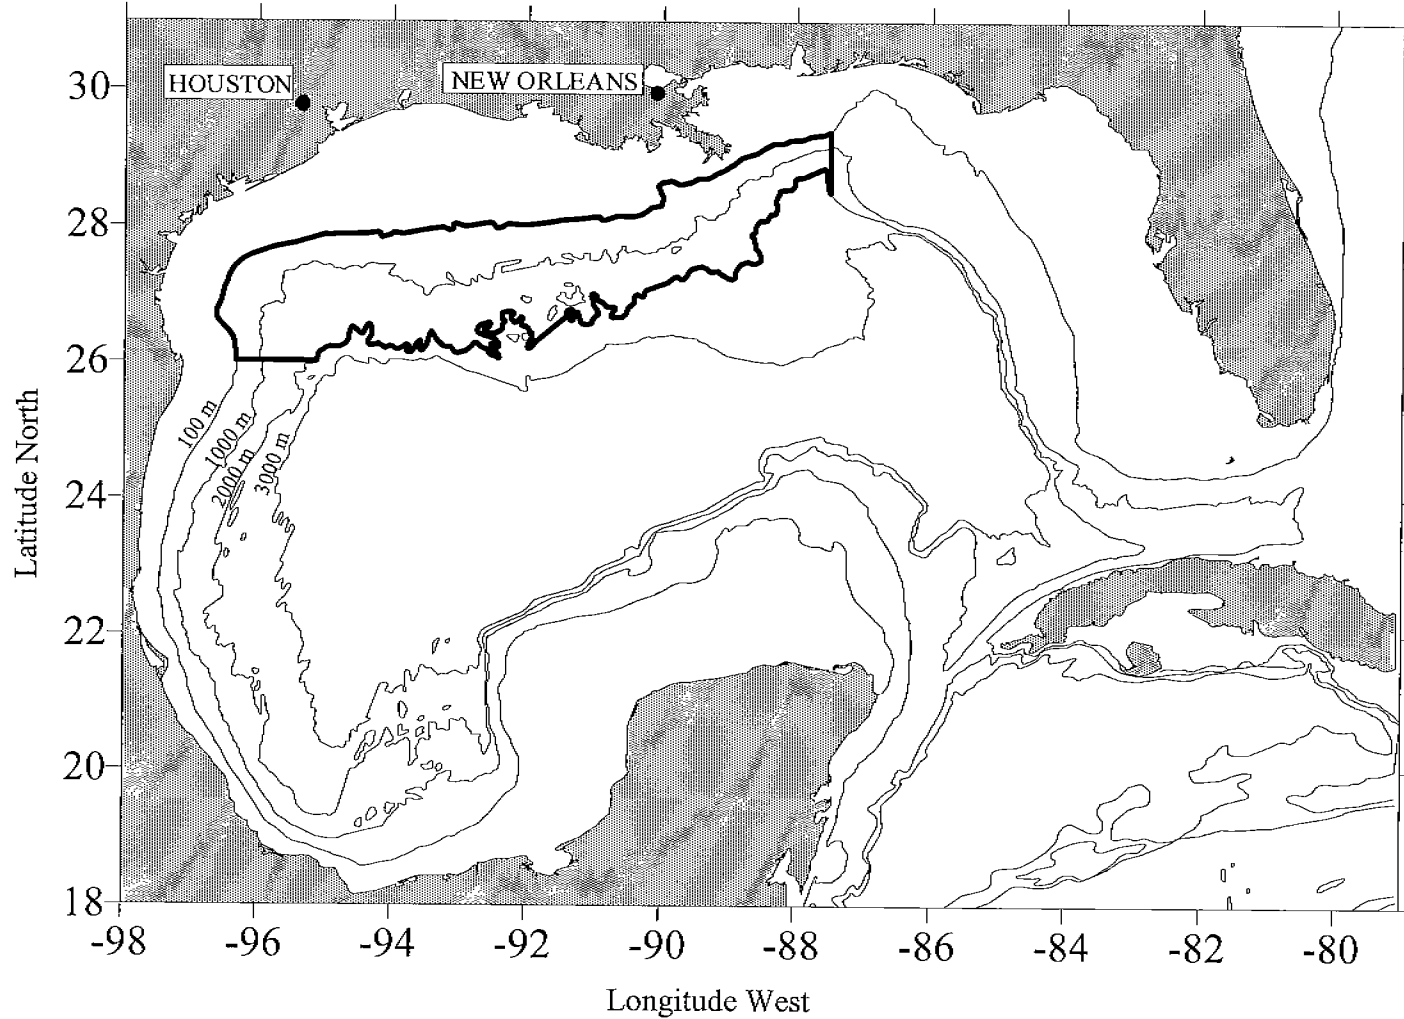 HOUSTON
NEW ORLEANS
30
28
26
24
22
20
18
Latitude North
100 m
1000 m
2000 m
3000 m
-98 -96 -94 -92 -90 -88 -86 -84 -82 -80
Longitude West